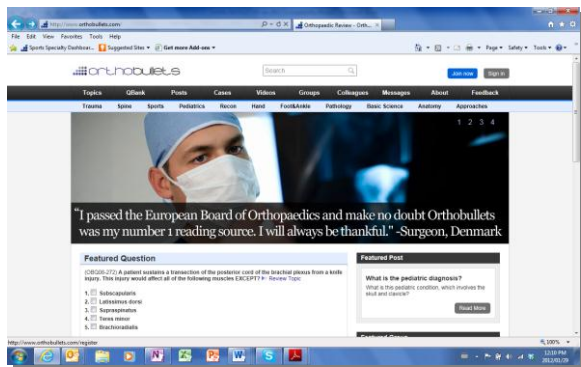 http://www.orthobullets.com/
Orthopaedic Review - Orth...
File Edit View Favorites Tools Help
Sports Specialty Dashboar... Suggested Sites Get more Add-ons
Page Safety Tools
orthobullets
Search
Join now Sign in
Topics QBank Posts Cases Videos Groups Colleagues Messages About Feedback
Trauma Spine Sports Pediatrics Recon Hand Foot&Ankle Pathology Basic Science Anatomy Approaches
1 2 3 4
"I passed the European Board of Orthopaedics and make no doubt Orthobullets
was my number 1 reading source. I will always be thankful." -Surgeon, Denmark
Featured Question
(OBQ08-272) A patient sustains a transaction of the posterior cord of the brachial plexus from a knife
injury. This injury would affect all of the following muscles EXCEPT? Review Topic
1. Subscapularis
2. Latissimus dorsi
3. Supraspinatus
4. Teres minor
5. Brachioradialis
Featured Post
What is the pediatric diagnosis?
What is this pediatric condition, which involves the
skull and clavicle?
Read More
Featured Group
http://www.orthobullets.com/register
100%
12:10 PM
2012/01/09